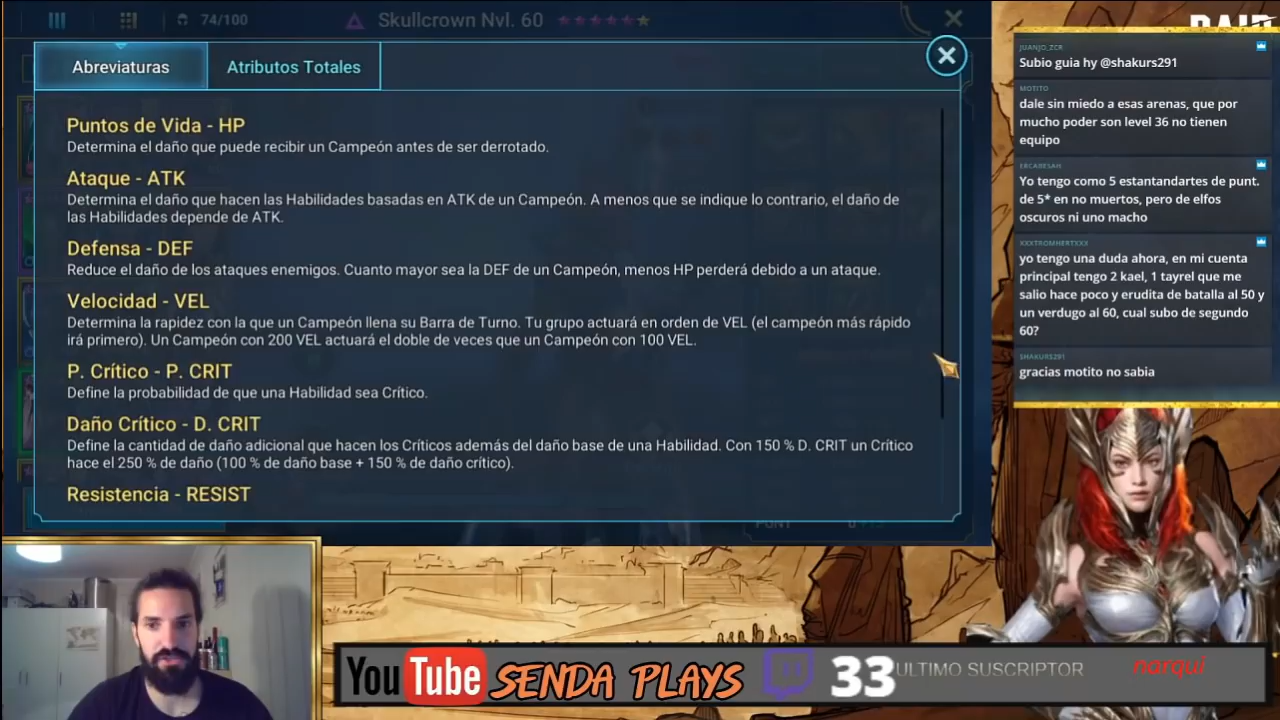 74/100
Skullcrown Nvl. 60
RAID
Abreviaturas
Atributos Totales
Puntos de Vida - HP
Determina el daño que puede recibir un Campeón antes de ser derrotado.
Ataque - ATK
Determina el daño que hacen las Habilidades basadas en ATK de un Campeón. A menos que se indique lo contrario, el daño de
las Habilidades depende de ATK.
Defensa - DEF
Reduce el daño de los ataques enemigos. Cuanto mayor sea la DEF de un Campeón, menos HP perderá debido a un ataque.
Velocidad - VEL
Determina la rapidez con la que un Campeón llena su Barra de Turno. Tu grupo actuará en orden de VEL (el campeón más rápido
irá primero). Un Campeón con 200 VEL actuará el doble de veces que un Campeón con 100 VEL.
P. Crítico - P. CRIT
Define la probabilidad de que una Habilidad sea Crítico.
Daño Crítico - D. CRIT
Define la cantidad de daño adicional que hacen los Críticos además del daño base de una Habilidad. Con 150 % D. CRIT un Crítico
hace el 250 % de daño (100 % de daño base + 150 % de daño crítico).
Resistencia - RESIST
JUANJO_ZCR
Subio guia hy @shakurs291
MOTITO
dale sin miedo a esas arenas, que por
mucho poder son level 36 no tienen
equipo
ERCABESAH
Yo tengo como 5 estantandartes de punt.
de 5* en no muertos, pero de elfos
oscuros ni uno macho
XXXTROMHERTXXX
yo tengo una duda ahora, en mi cuenta
principal tengo 2 kael, 1 tayrel que me
salio hace poco y erudita de batalla al 50 y
un verdugo al 60, cual subo de segundo
60?
SHAKURS291
gracias motito no sabia
YouTube SENDA PLAYS 33 ULTIMO SUSCRIPTOR narqui